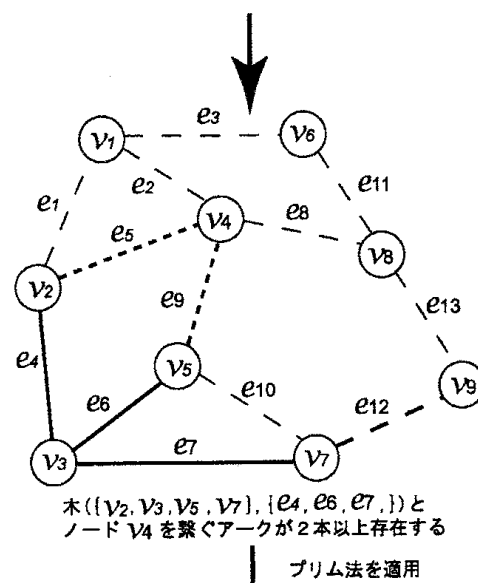 e3
v1
v6
e2
e11
e1
v4
e5
e8
v8
v2
e9
e13
e4
v5
v9
e6
e10
e12
e7
v3
v7
木({v2,v3,v5,v7},{e4,e6,e7,})と
ノードv4を繋ぐアークが2本以上存在する
プリム法を適用